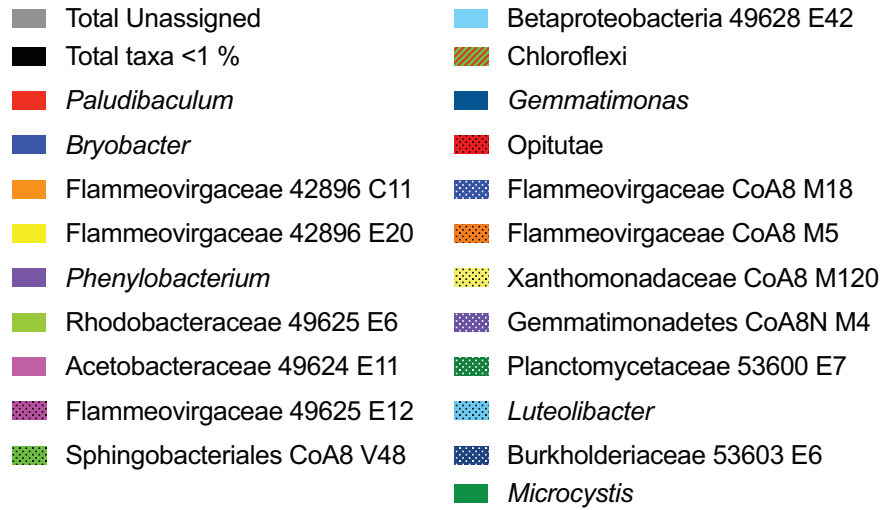 Total Unassigned
Total taxa <1 %
Paludibaculum
Bryobacter
Flammeovirgaceae 42896 C11
Flammeovirgaceae 42896 E20
Phenylobacterium
Rhodobacteraceae 49625 E6
Acetobacteraceae 49624 E11
Flammeovirgaceae 49625 E12
Sphingobacteriales CoA8 V48
Betaproteobacteria 49628 E42
Chloroflexi
Gemmatimonas
Opitutae
Flammeovirgaceae CoA8 M18
Flammeovirgaceae CoA8 M5
Xanthomonadaceae CoA8 M120
Gemmatimonadetes CoA8N M4
Planctomycetaceae 53600 E7
Luteolibacter
Burkholderiaceae 53603 E6
Microcystis